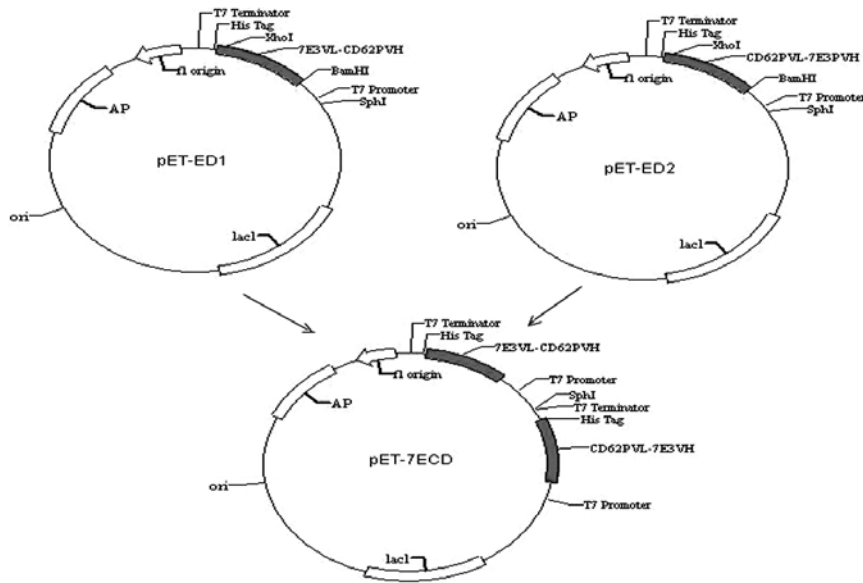 T7 Terminator
His Tag
XhoI
7E3VL-CD62PVH
BamHI
f1 origin
T7 Promoter
SphI
AP
pET-ED1
ori
lacI
T7 Terminator
His Tag
XhoI
CD62PVL-7E3PVH
BamHI
f1 origin
T7 Promoter
SphI
AP
pET-ED2
ori
lacI
T7 Terminator
His Tag
7E3VL-CD62PVH
f1 origin
T7 Promoter
SphI
T7 Terminator
His Tag
AP
CD62PVL-7E3VH
pET-7ECD
ori
T7 Promoter
lacI